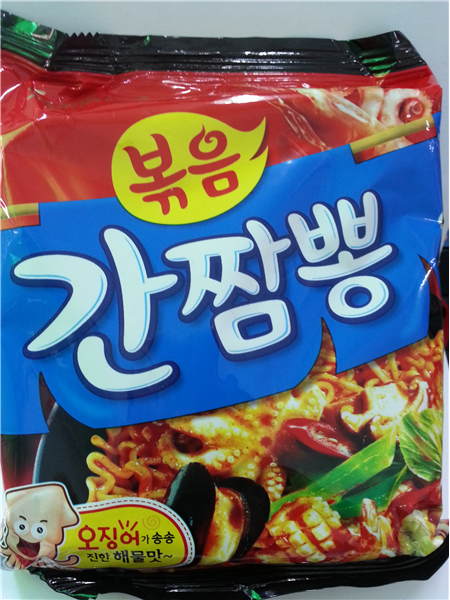 볶음
간짬뽕
오징어가 송송
진한 해물맛~